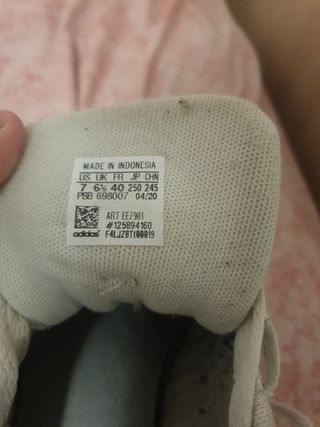 MADE IN INDONESIA
US UK FR JP CHN
7 6½ 40 250 245
PBB 698007 04/20
ART EE7901
#125894160
adidas F4LJZ8TI99919